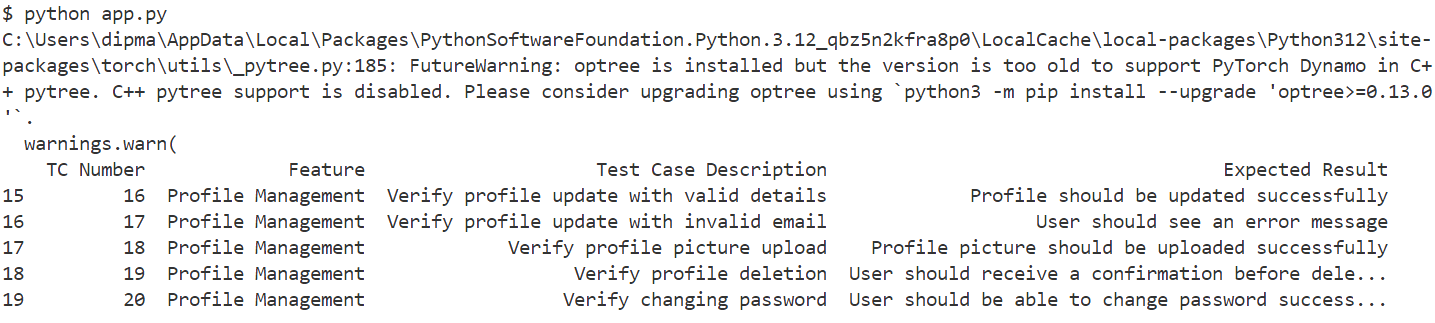 $ python app.py
C:\Users\dipma\AppData\Local\Packages\PythonSoftwareFoundation.Python.3.12_qbz5n2kfra8p0\LocalCache\local-packages\Python312\site-
packages\torch\utils\_pytree.py:185: FutureWarning: optree is installed but the version is too old to support PyTorch Dynamo in C+
+ pytree. C++ pytree support is disabled. Please consider upgrading optree using `python3 -m pip install --upgrade 'optree>=0.13.0
'`.
  warnings.warn(
    TC Number             Feature                     Test Case Description                                  Expected Result
15         16  Profile Management  Verify profile update with valid details             Profile should be updated successfully
16         17  Profile Management  Verify profile update with invalid email                   User should see an error message
17         18  Profile Management             Verify profile picture upload    Profile picture should be uploaded successfully
18         19  Profile Management                   Verify profile deletion  User should receive a confirmation before dele...
19         20  Profile Management                  Verify changing password  User should be able to change password success...